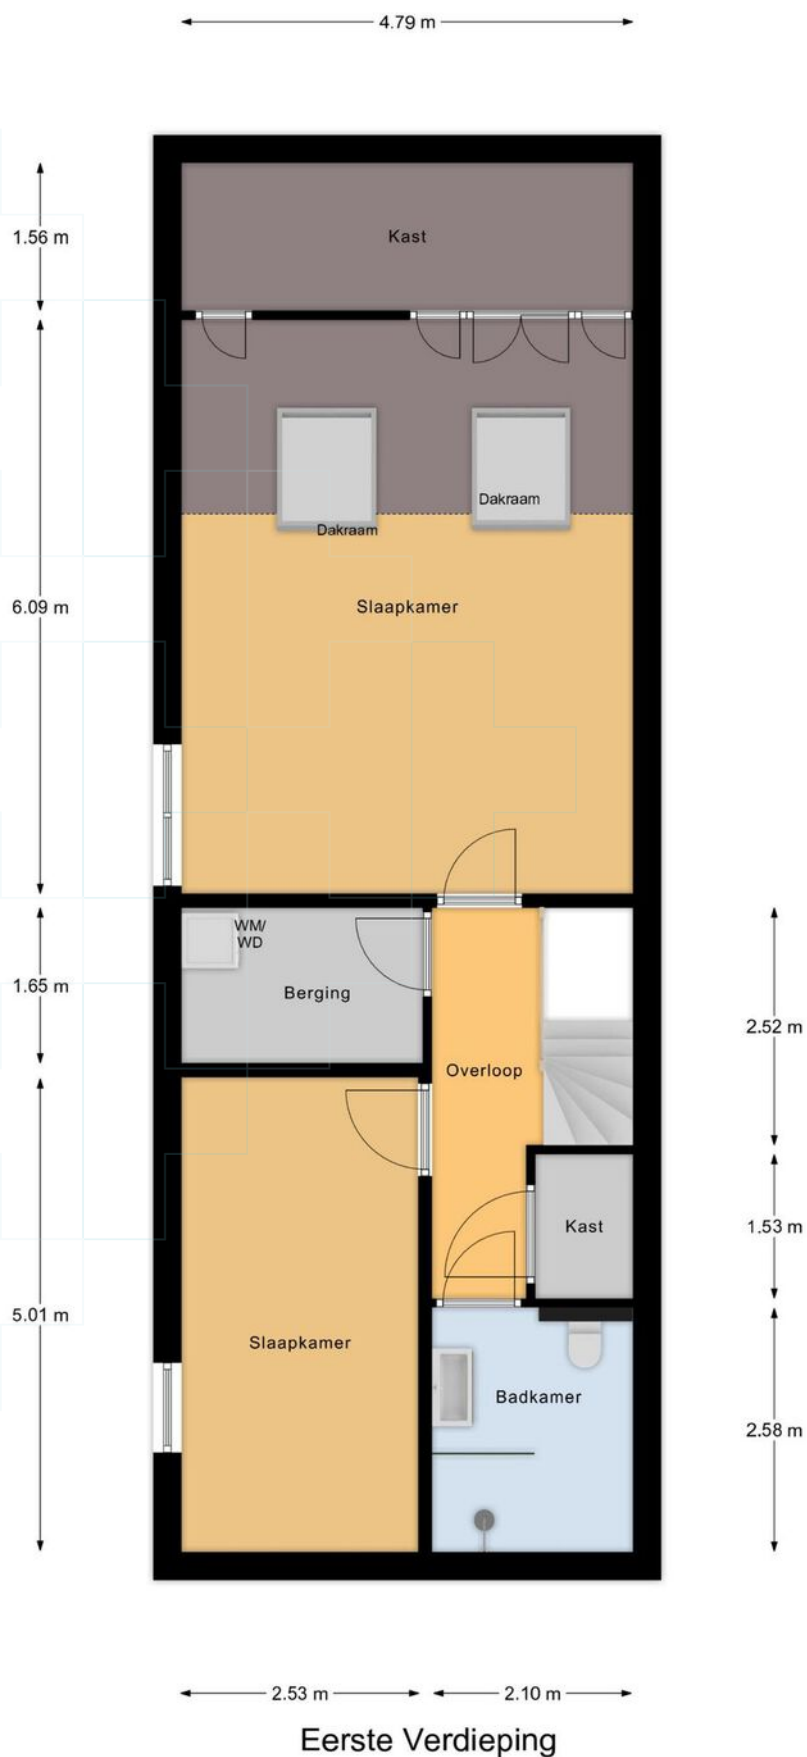 4.79 m
1.56 m
Kast
Dakraam
Dakraam
6.09 m
Slaapkamer
WM/
WD
1.65 m
Berging
2.52 m
Overloop
Kast
1.53 m
5.01 m
Slaapkamer
Badkamer
2.58 m
2.53 m
2.10 m
Eerste Verdieping